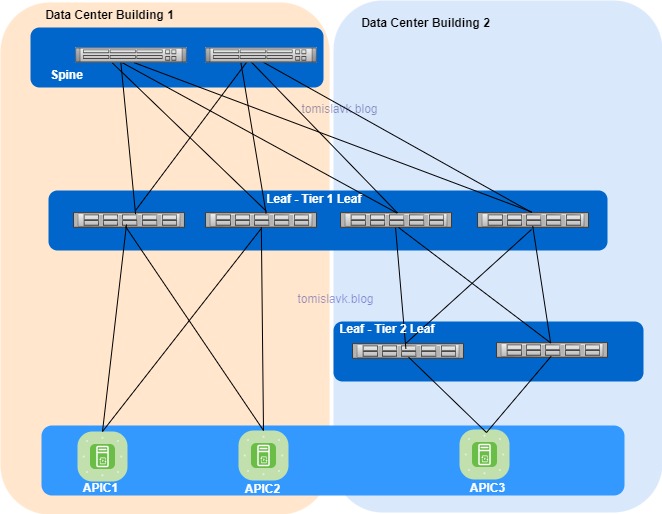 Data Center Building 1
Data Center Building 2
Spine
tomislavk.blog
Leaf - Tier 1 Leaf
tomislavk.blog
Leaf - Tier 2 Leaf
APIC1
APIC2
APIC3